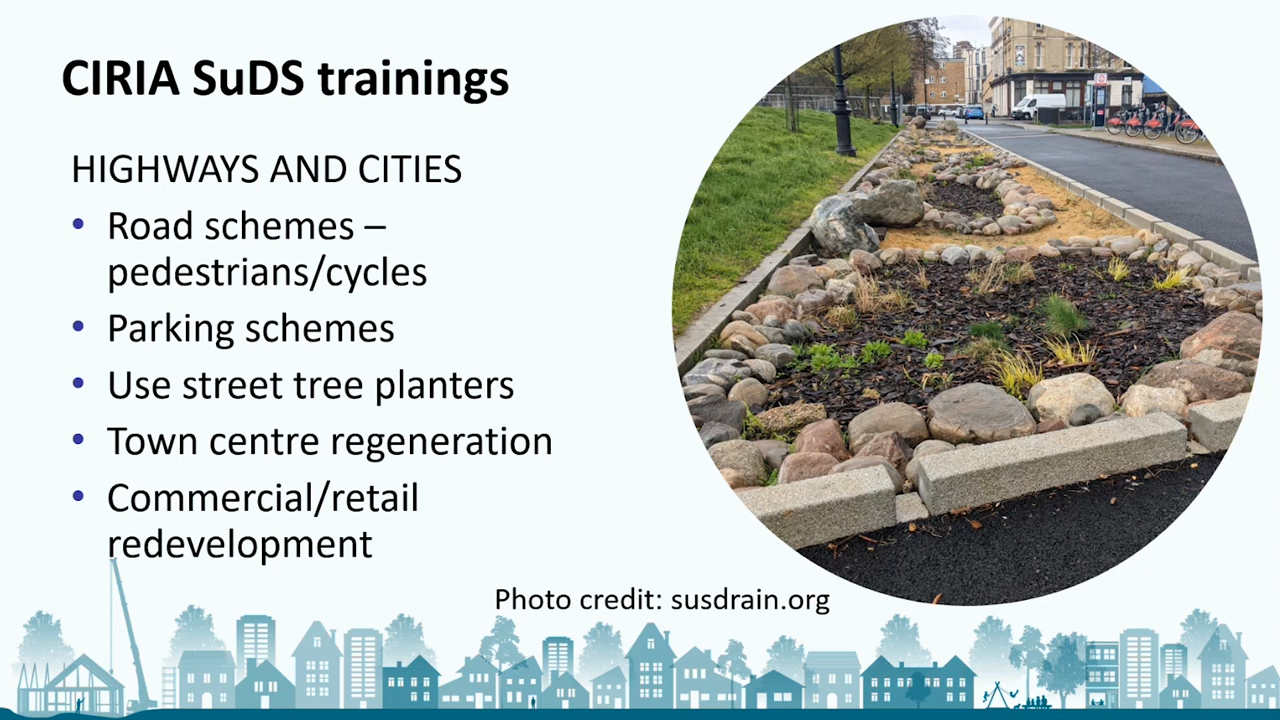 CIRIA SuDS trainings
HIGHWAYS AND CITIES
• Road schemes –
pedestrians/cycles
• Parking schemes
• Use street tree planters
• Town centre regeneration
• Commercial/retail
redevelopment
Photo credit: susdrain.org